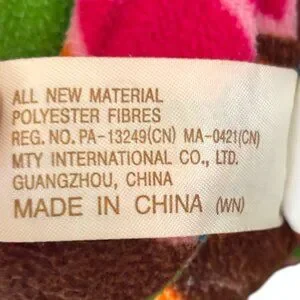 ALL NEW MATERIAL
POLYESTER FIBRES
REG. NO. PA-13249(CN) MA-0421(CN)
MTY INTERNATIONAL CO., LTD.
GUANGZHOU, CHINA
MADE IN CHINA (WN)